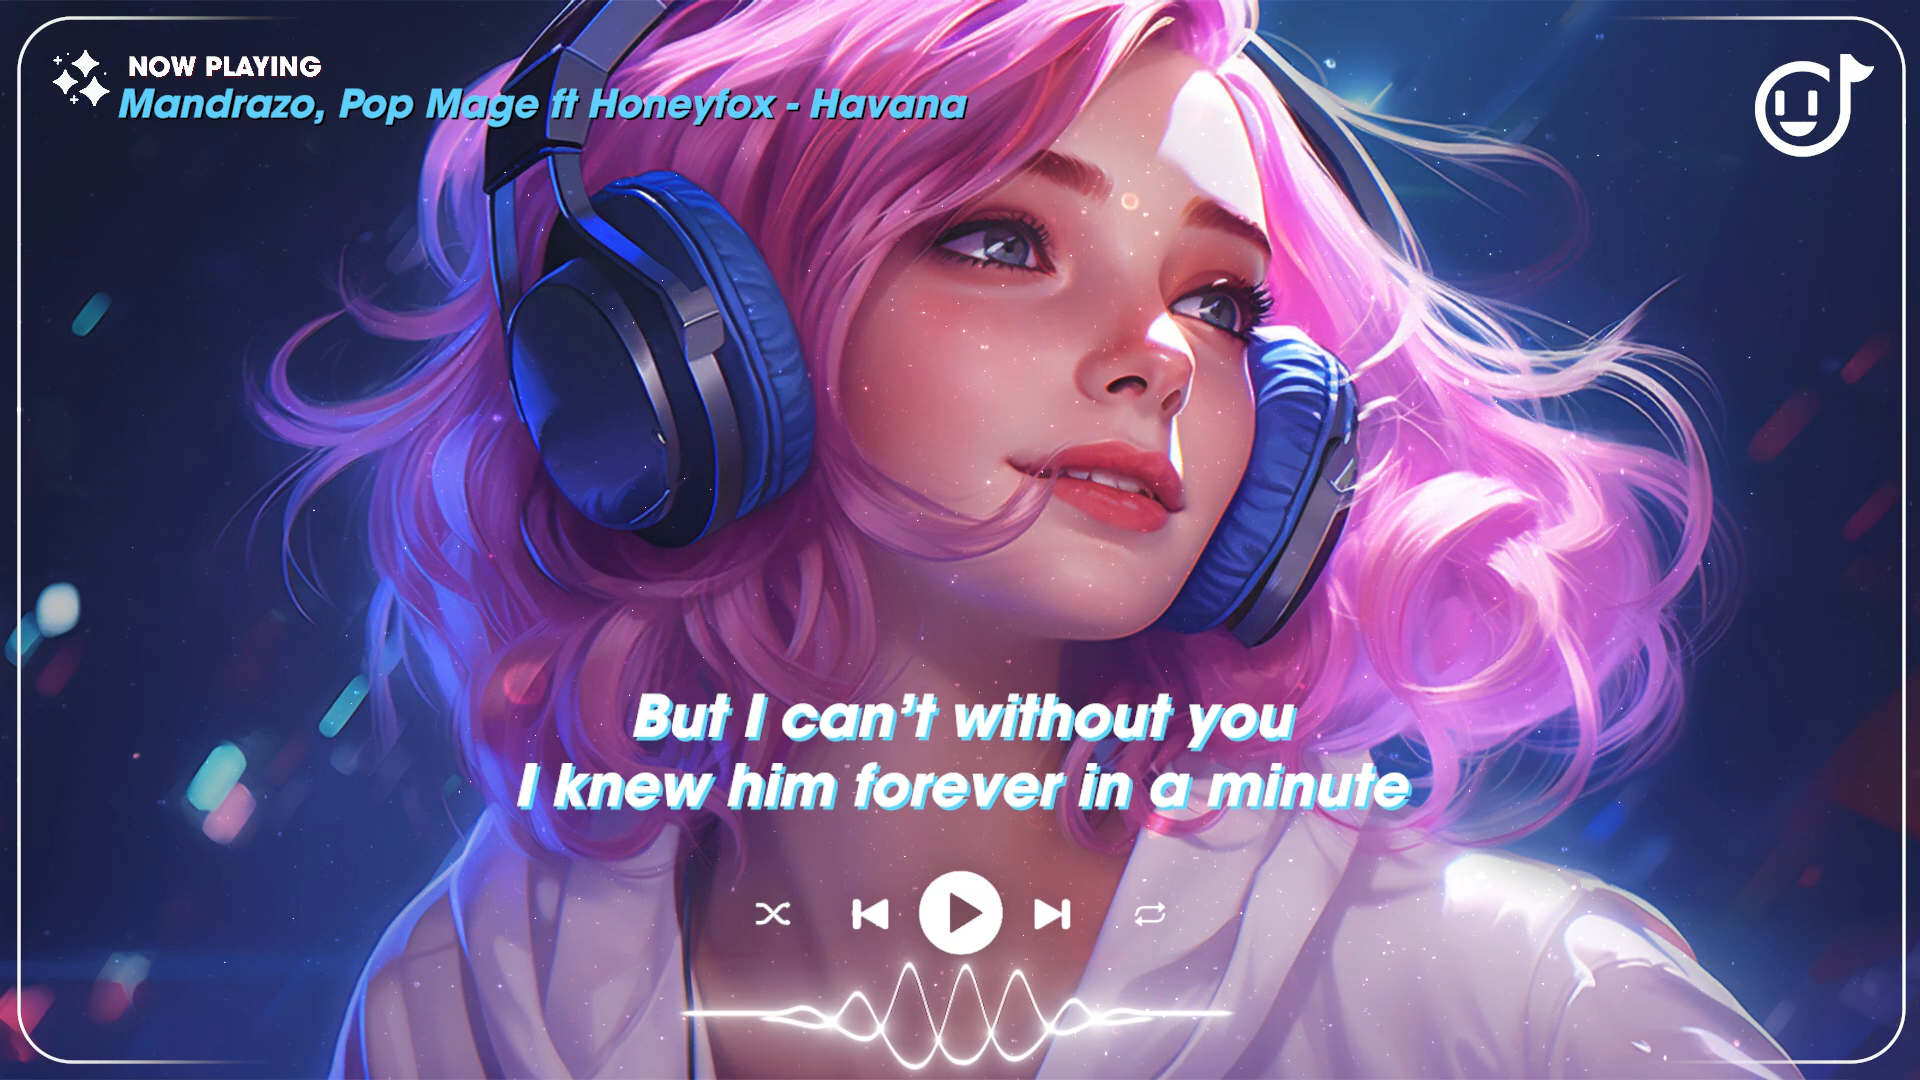 NOW PLAYING
Mandrazo, Pop Mage ft Honeyfox - Havana
But I can’t without you
I knew him forever in a minute